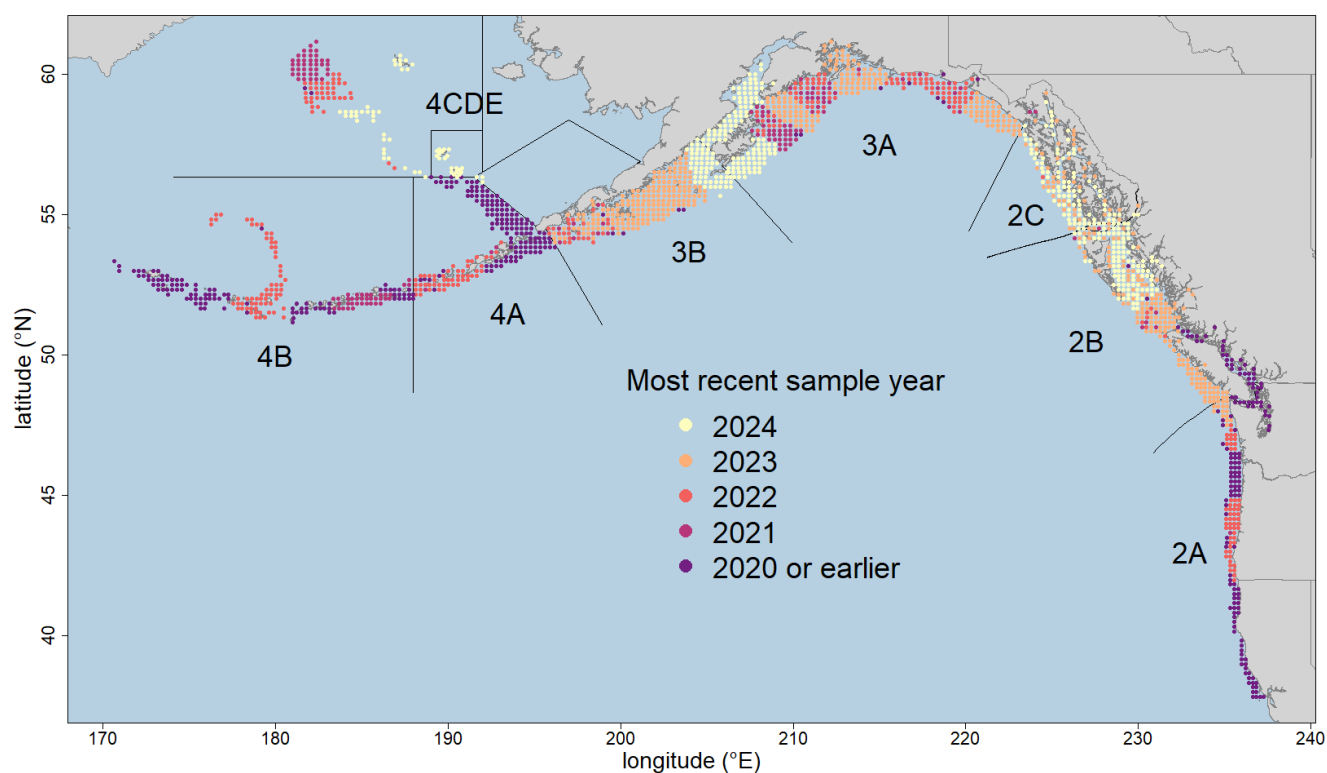 60
55
50
45
40
latitude (°N)
4CDE
3A
2C
3B
4A
2B
4B
2A
Most recent sample year
2024
2023
2022
2021
2020 or earlier
170 180 190 200 210 220 230 240
longitude (°E)